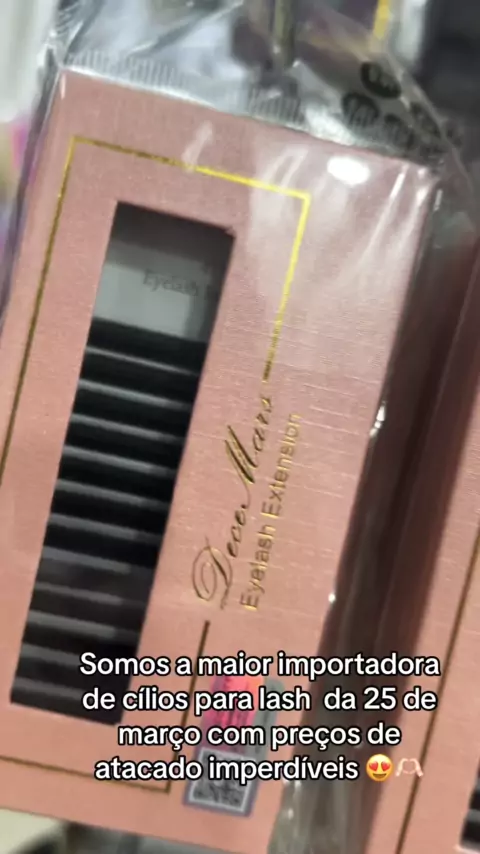 Eyelash
Deve Mars
Eyelash Extension
Somos a maior importadora
de cílios para lash da 25 de
março com preços de
atacado imperdíveis 😍🫶🏻